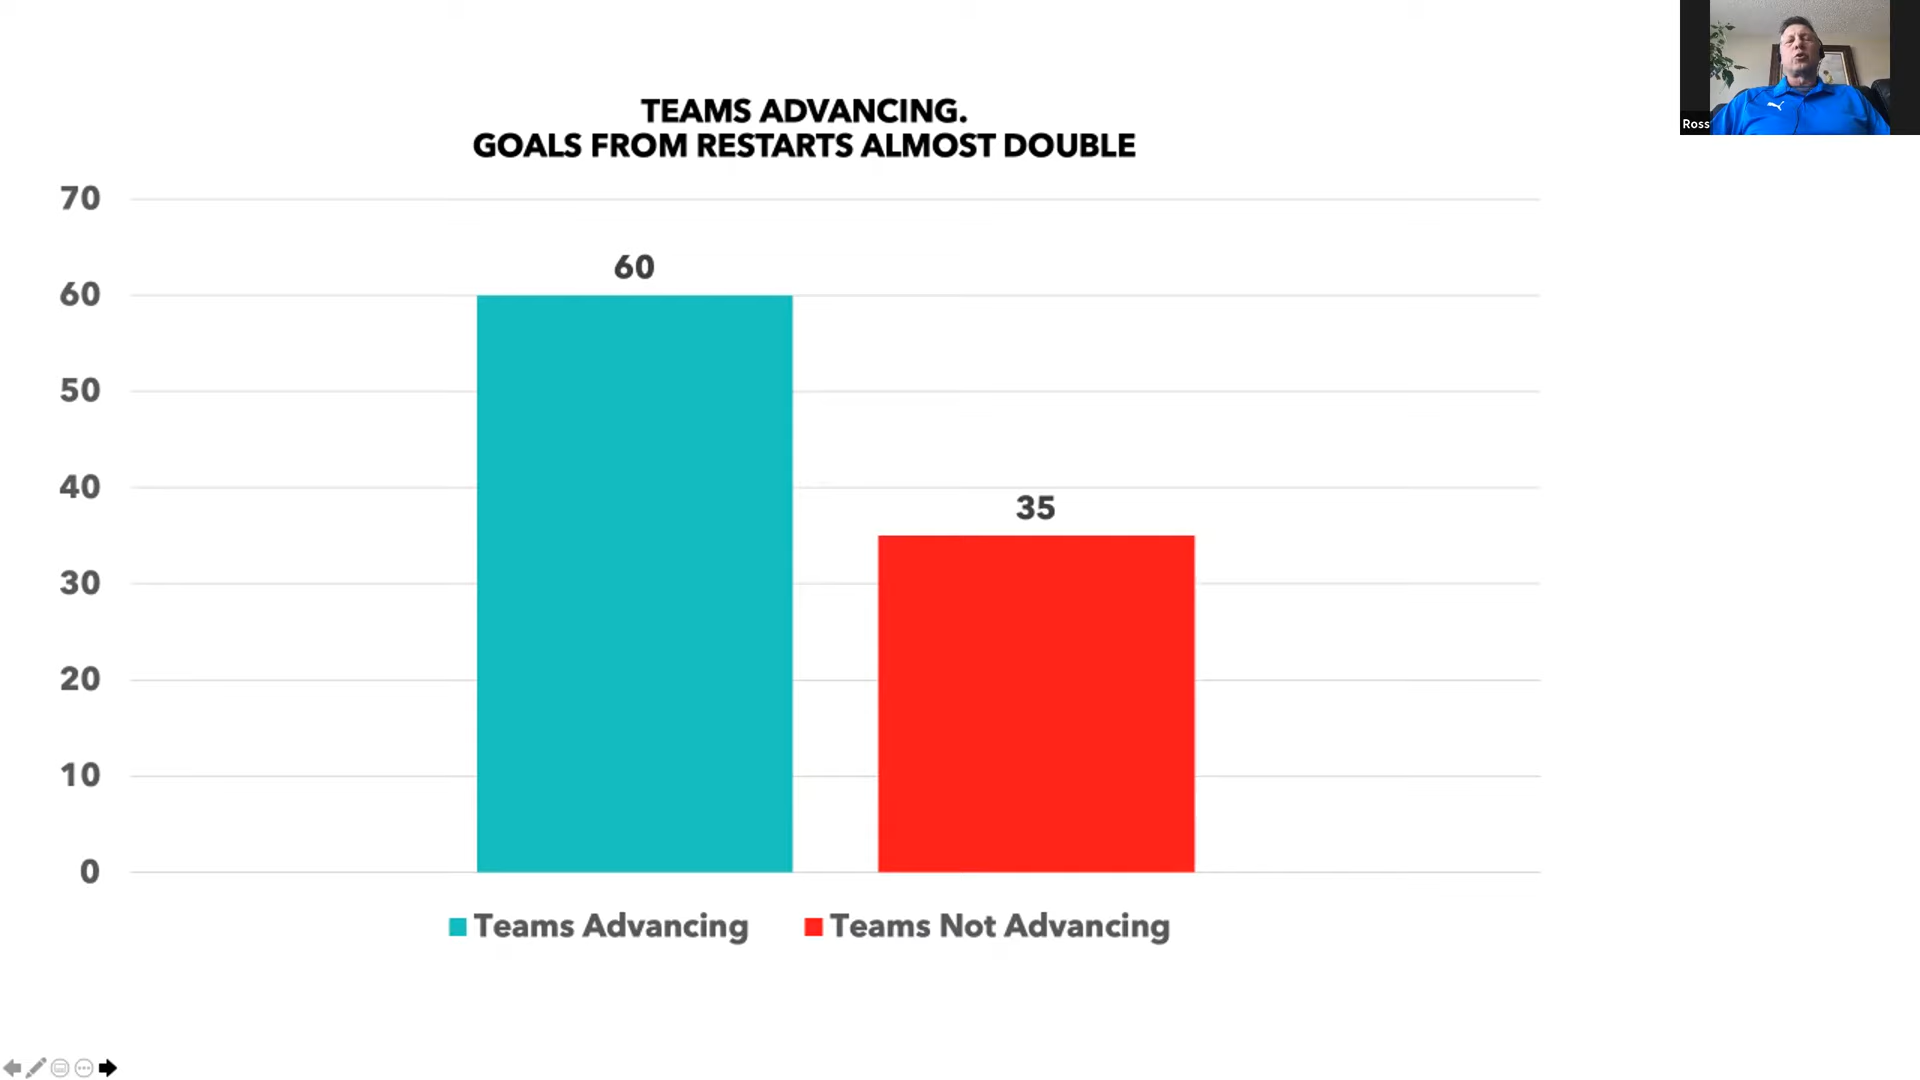 TEAMS ADVANCING.
GOALS FROM RESTARTS ALMOST DOUBLE
70
60
50
40
30
20
10
0
60
35
Teams Advancing
Teams Not Advancing
Ross